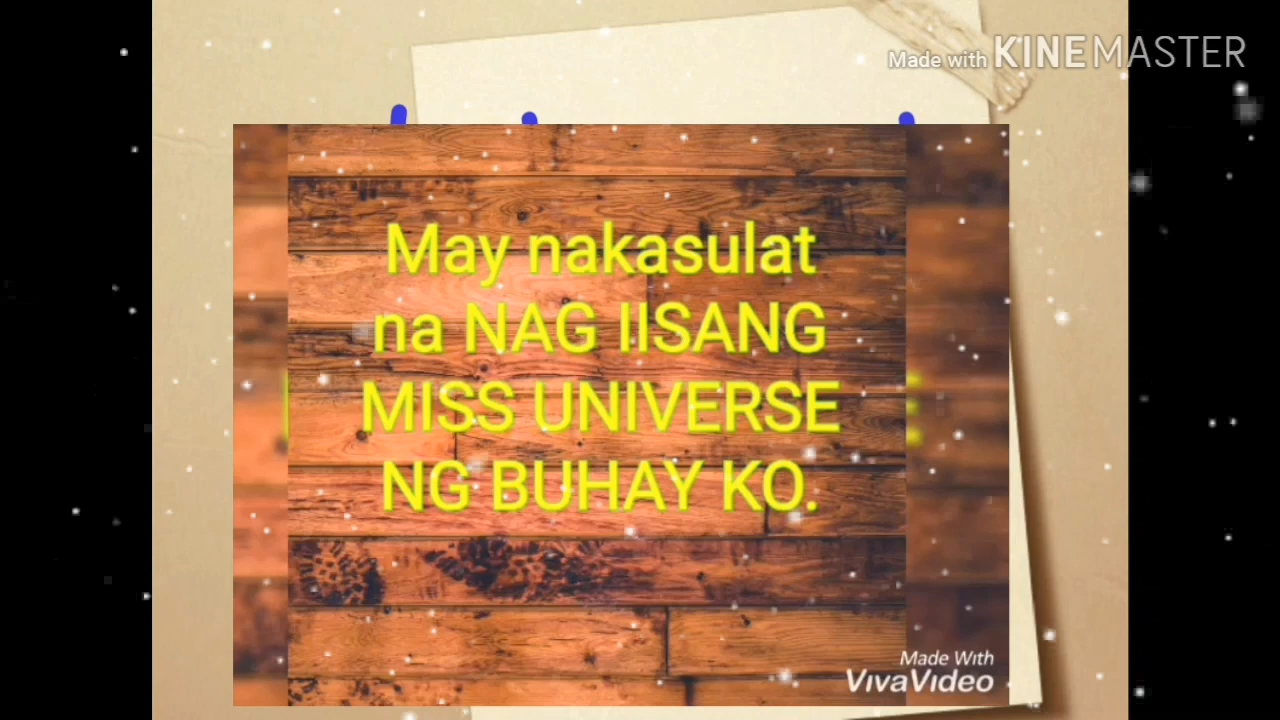 Made with KINEMASTER
May nakasulat
na NAG IISANG
MISS UNIVERSE
NG BUHAY KO.
Made With
VivaVideo